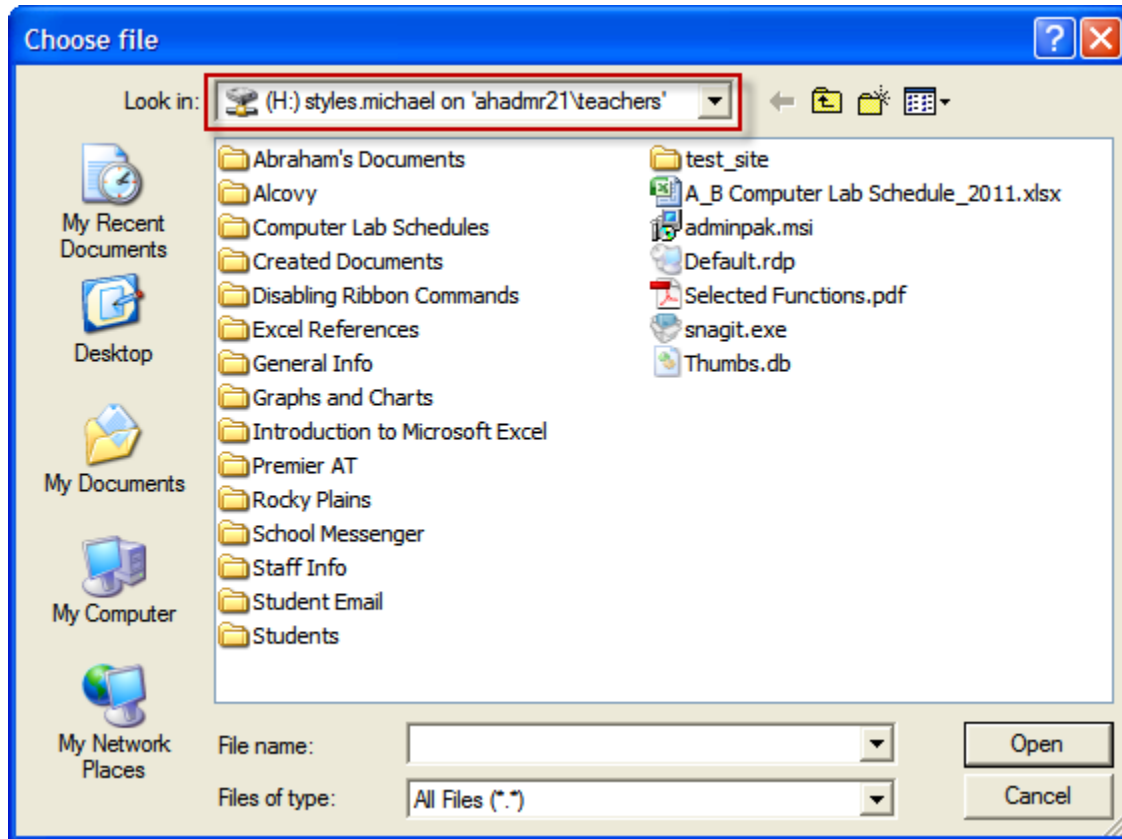 Choose file
Look in:
(H:) styles.michael on 'ahadmr21\teachers'
My Recent
Documents
Desktop
My Documents
My Computer
My Network
Places
Abraham's Documents
Alcovy
Computer Lab Schedules
Created Documents
Disabling Ribbon Commands
Excel References
General Info
Graphs and Charts
Introduction to Microsoft Excel
Premier AT
Rocky Plains
School Messenger
Staff Info
Student Email
Students
test_site
A_B Computer Lab Schedule_2011.xlsx
adminpak.msi
Default.rdp
Selected Functions.pdf
snagit.exe
Thumbs.db
File name:
Open
Files of type:
All Files (*.*)
Cancel